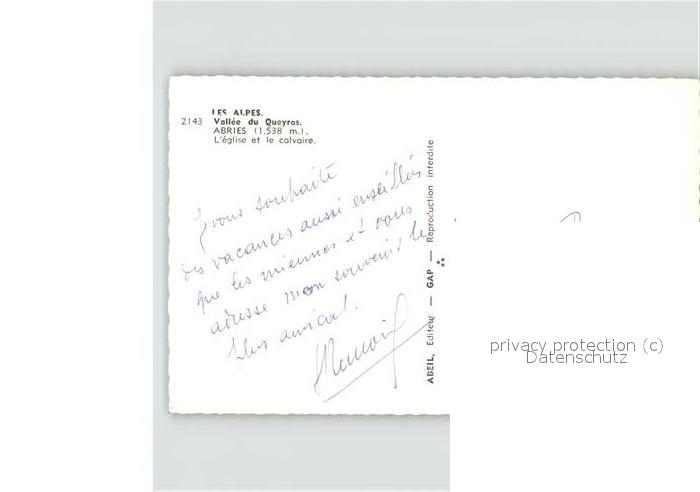 LES ALPES.
2143 Vallée du Queyras.
ABRIES (1.538 m.).
L'église et le calvaire.
Je vous souhaite
des vacances aussi enseillés
que les miennes et vous
adresse mon souvenir le
plus amical.
ABEIL, Editeur — GAP — Reproduction interdite
privacy protection (c)
Datenschutz